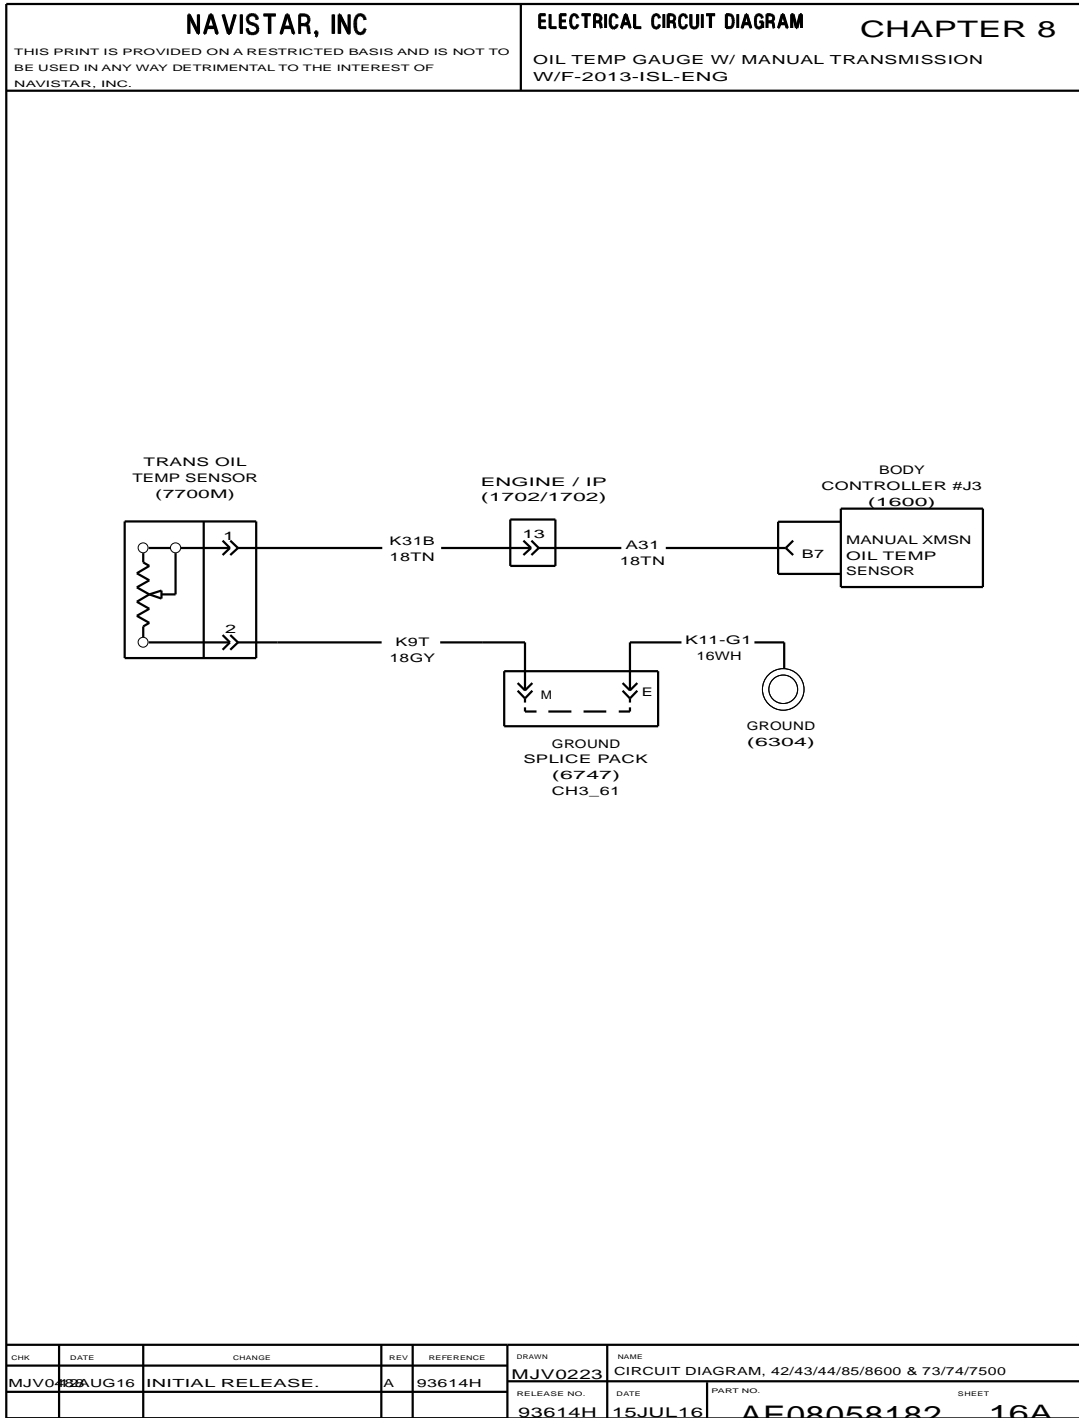 NAVISTAR, INC
THIS PRINT IS PROVIDED ON A RESTRICTED BASIS AND IS NOT TO
BE USED IN ANY WAY DETRIMENTAL TO THE INTEREST OF
NAVISTAR, INC.
ELECTRICAL CIRCUIT DIAGRAM
CHAPTER 8
OIL TEMP GAUGE W/ MANUAL TRANSMISSION
W/F-2013-ISL-ENG
TRANS OIL
TEMP SENSOR
(7700M)
1
2
K31B
18TN
ENGINE / IP
(1702/1702)
13
A31
18TN
BODY
CONTROLLER #J3
(1600)
B7
MANUAL XMSN
OIL TEMP
SENSOR
K9T
18GY
M
E
K11-G1
16WH
GROUND
(6304)
GROUND
SPLICE PACK
(6747)
CH3_61
CHK
DATE
CHANGE
REV
REFERENCE
INITIAL RELEASE.
A
93614H
DRAWN
MJV0223
NAME
CIRCUIT DIAGRAM, 42/43/44/85/8600 & 73/74/7500
RELEASE NO.
93614H
DATE
15JUL16
PART NO.
AE08058182
SHEET
16A